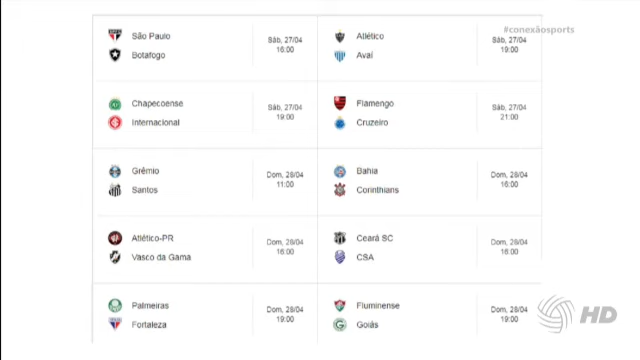 #conexãosports
São Paulo
Botafogo
Sáb, 27/04
16:00
Atlético
Avaí
Sáb, 27/04
19:00
Chapecoense
Internacional
Sáb, 27/04
19:00
Flamengo
Cruzeiro
Sáb, 27/04
21:00
Grêmio
Santos
Dom, 28/04
11:00
Bahia
Corinthians
Dom, 28/04
16:00
Atlético-PR
Vasco da Gama
Dom, 28/04
16:00
Ceará SC
CSA
Dom, 28/04
16:00
Palmeiras
Fortaleza
Dom, 28/04
19:00
Fluminense
Goiás
Dom, 28/04
19:00
HD